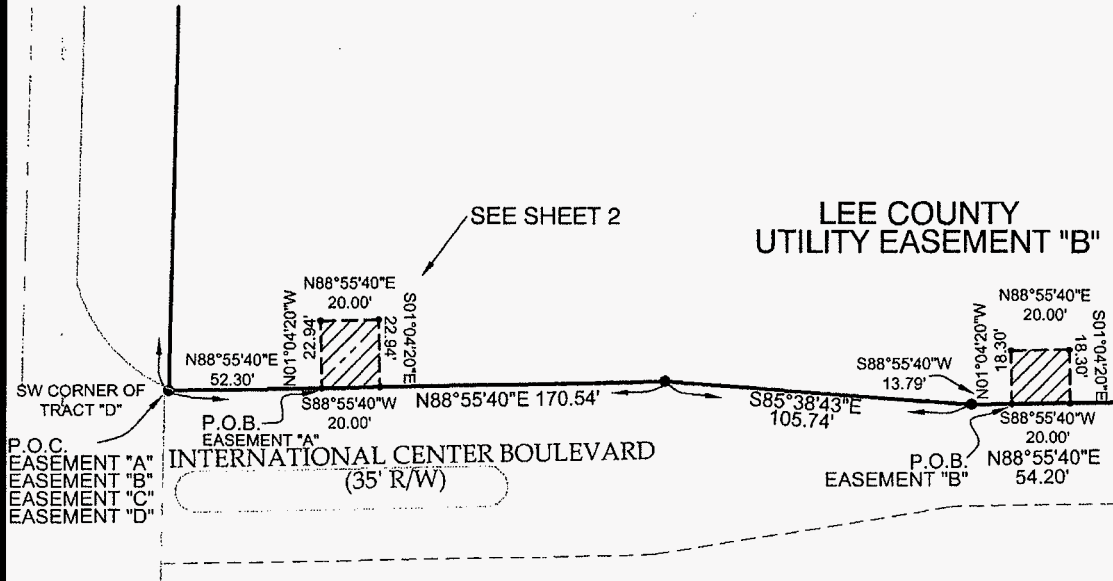 SEE SHEET 2
LEE COUNTY
UTILITY EASEMENT "B"
N88°55'40"E
20.00'
N01°04'20"W
22.94'
S01°04'20"E
22.94
N88°55'40"E
52.30'
SW CORNER OF
TRACT "D"
P.O.C.
EASEMENT "A"
EASEMENT "B"
EASEMENT "C"
EASEMENT "D"
P.O.B.
EASEMENT "A"
S88°55'40"W
20.00'
N88°55'40"E 170.54'
INTERNATIONAL CENTER BOULEVARD
(35' R/W)
S85°38'43"E
105.74'
S88°55'40"W
13.79'
N01°04'20"W
18.30'
N88°55'40"E
20.00'
S01°04'20"E
18.30'
S88°55'40"W
20.00'
P.O.B.
EASEMENT "B"
N88°55'40"E
54.20'